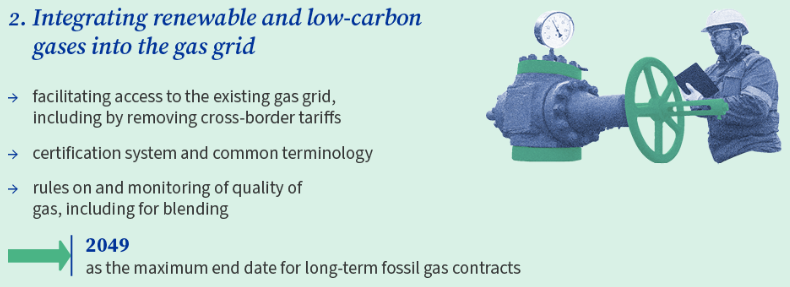 2. Integrating renewable and low-carbon
gases into the gas grid
→ facilitating access to the existing gas grid,
including by removing cross-border tariffs
→ certification system and common terminology
→ rules on and monitoring of quality of
gas, including for blending
2049
as the maximum end date for long-term fossil gas contracts